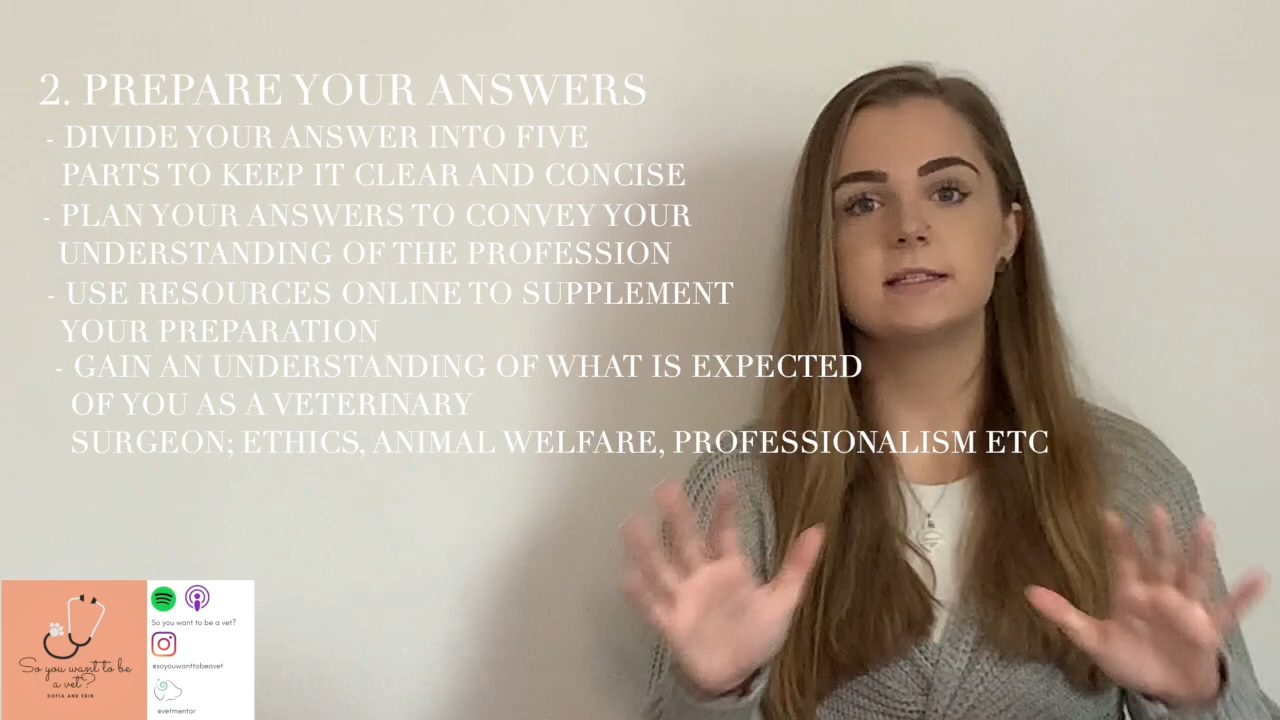 2. PREPARE YOUR ANSWERS
- DIVIDE YOUR ANSWER INTO FIVE
PARTS TO KEEP IT CLEAR AND CONCISE
- PLAN YOUR ANSWERS TO CONVEY YOUR
UNDERSTANDING OF THE PROFESSION
- USE RESOURCES ONLINE TO SUPPLEMENT
YOUR PREPARATION
- GAIN AN UNDERSTANDING OF WHAT IS EXPECTED
OF YOU AS A VETERINARY
SURGEON; ETHICS, ANIMAL WELFARE, PROFESSIONALISM ETC
So you want to be
a vet?
SOFIA AND ERIN
So you want to be a vet?
@soyouwanttobeavet
@vetmentor